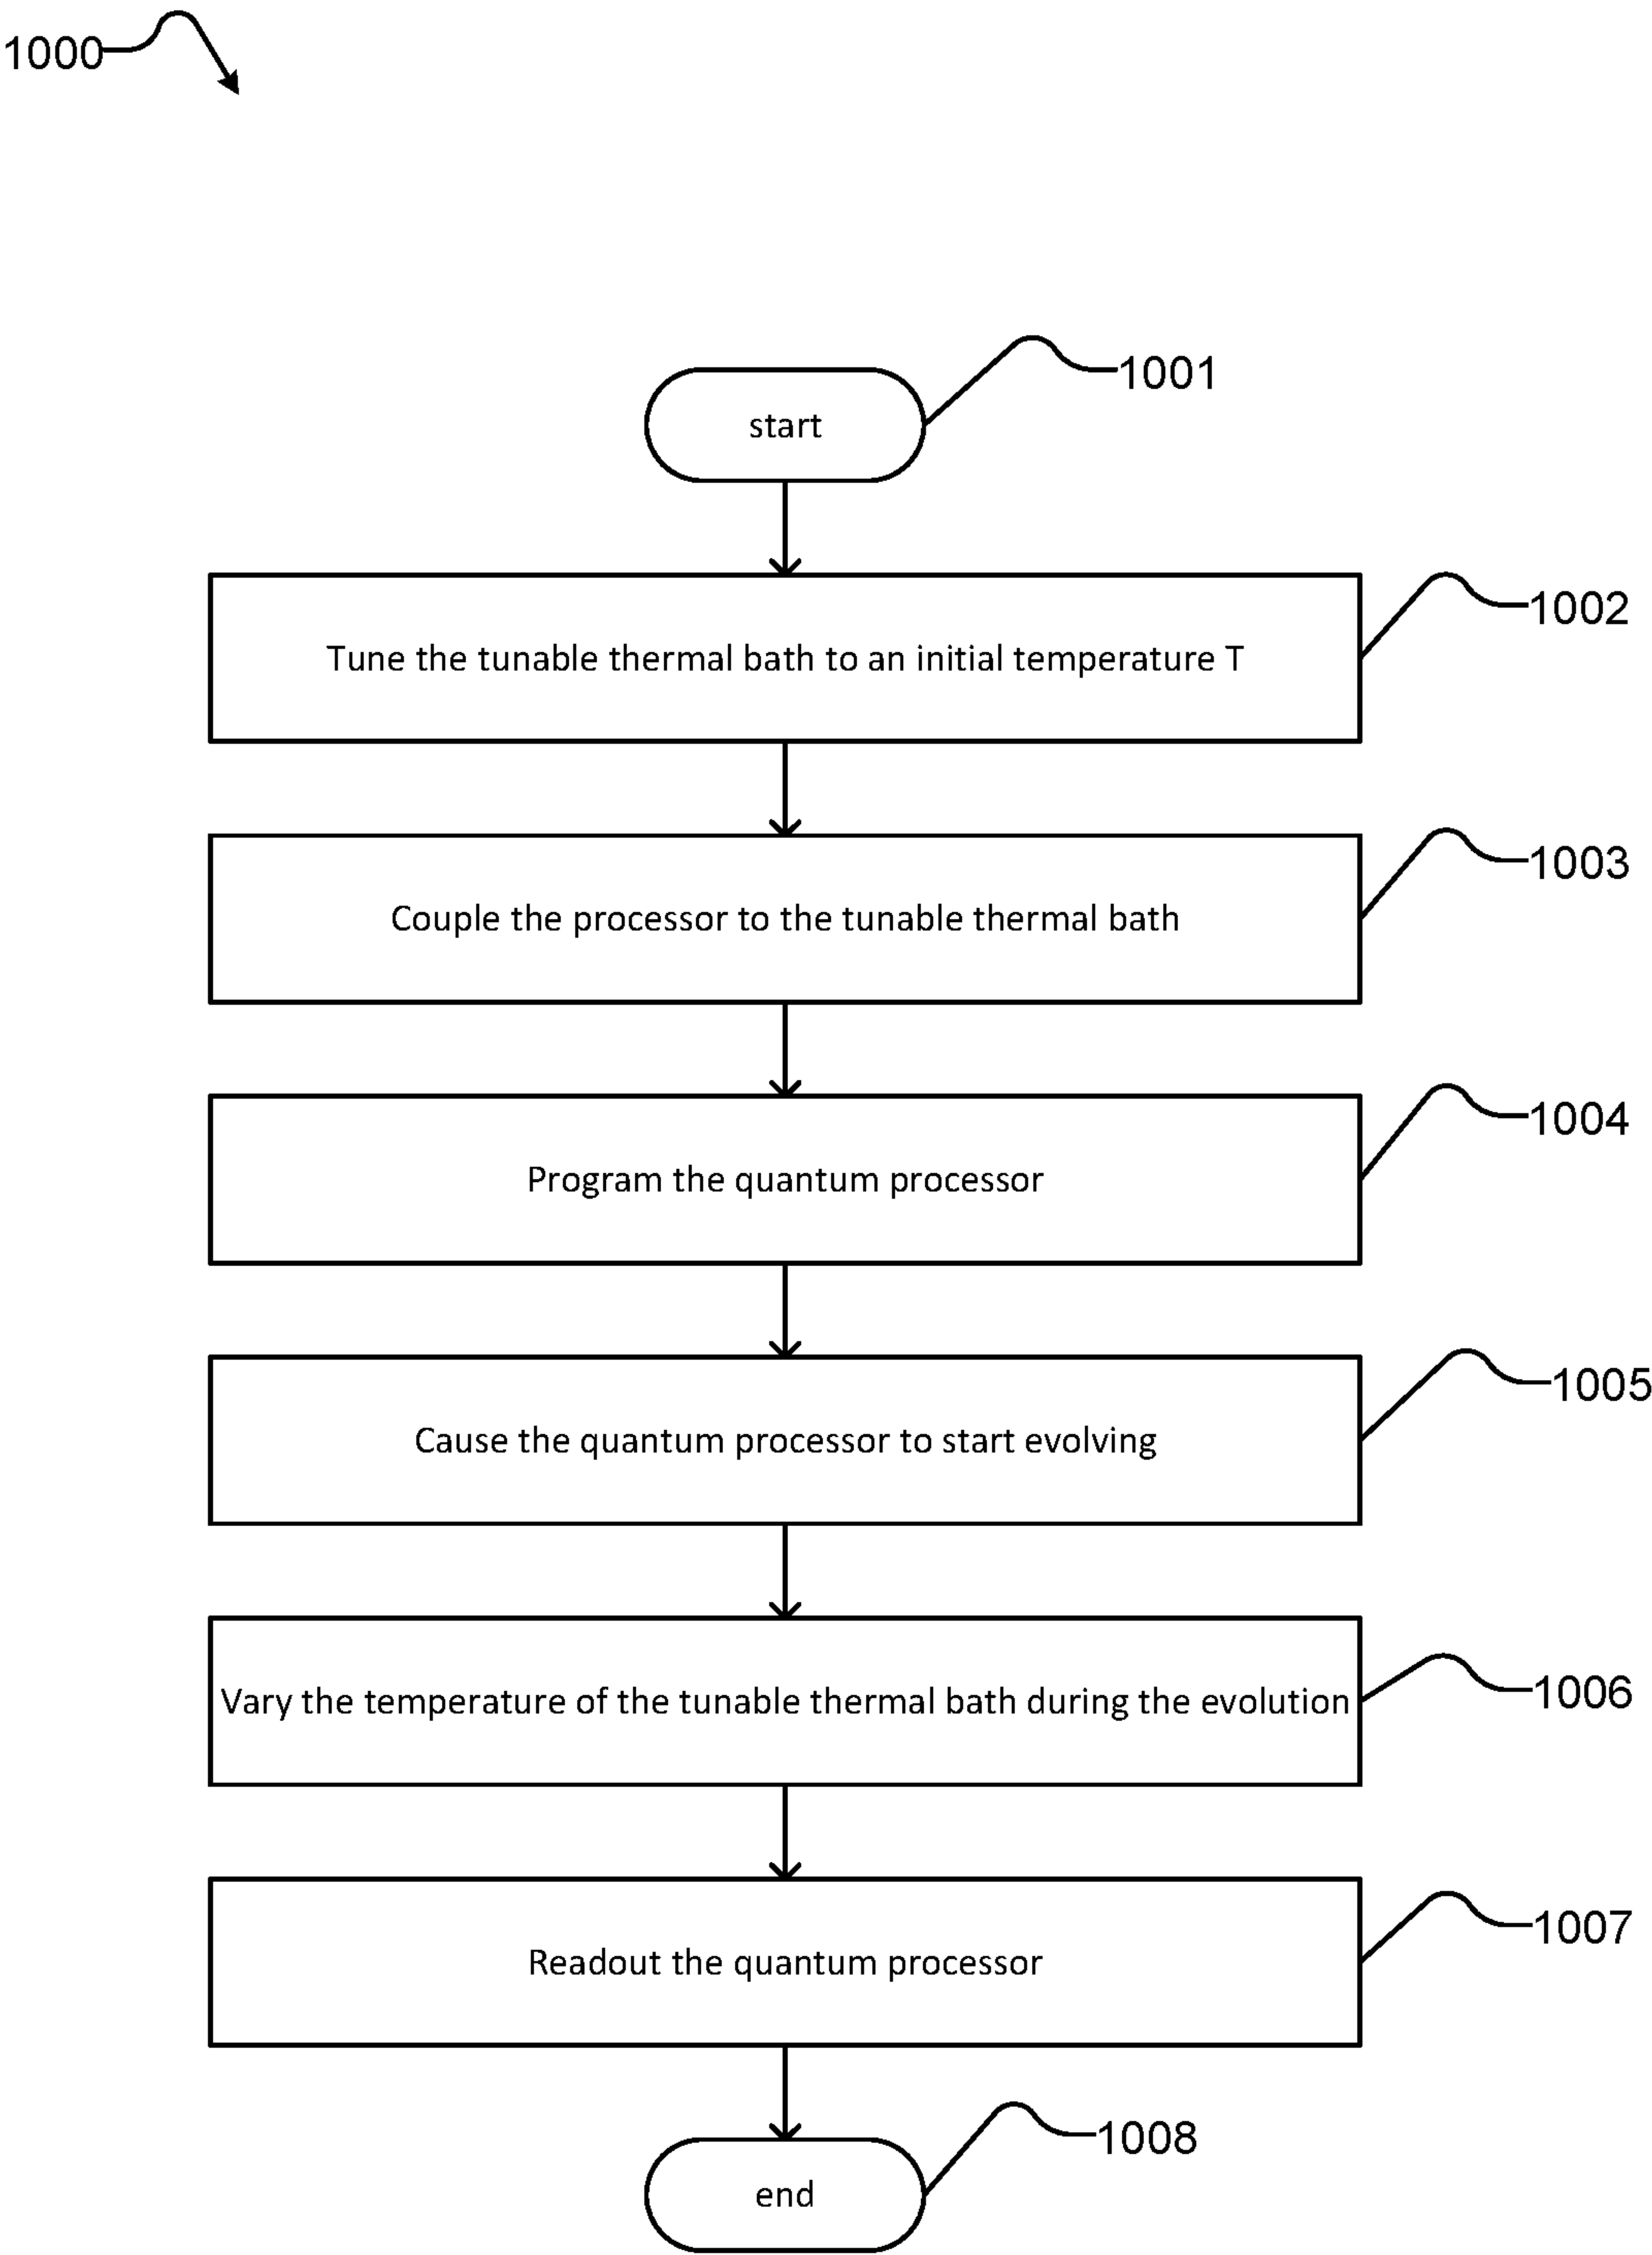 1000
1001
start
1002
Tune the tunable thermal bath to an initial temperature T
1003
Couple the processor to the tunable thermal bath
1004
Program the quantum processor
1005
Cause the quantum processor to start evolving
1006
Vary the temperature of the tunable thermal bath during the evolution
1007
Readout the quantum processor
1008
end